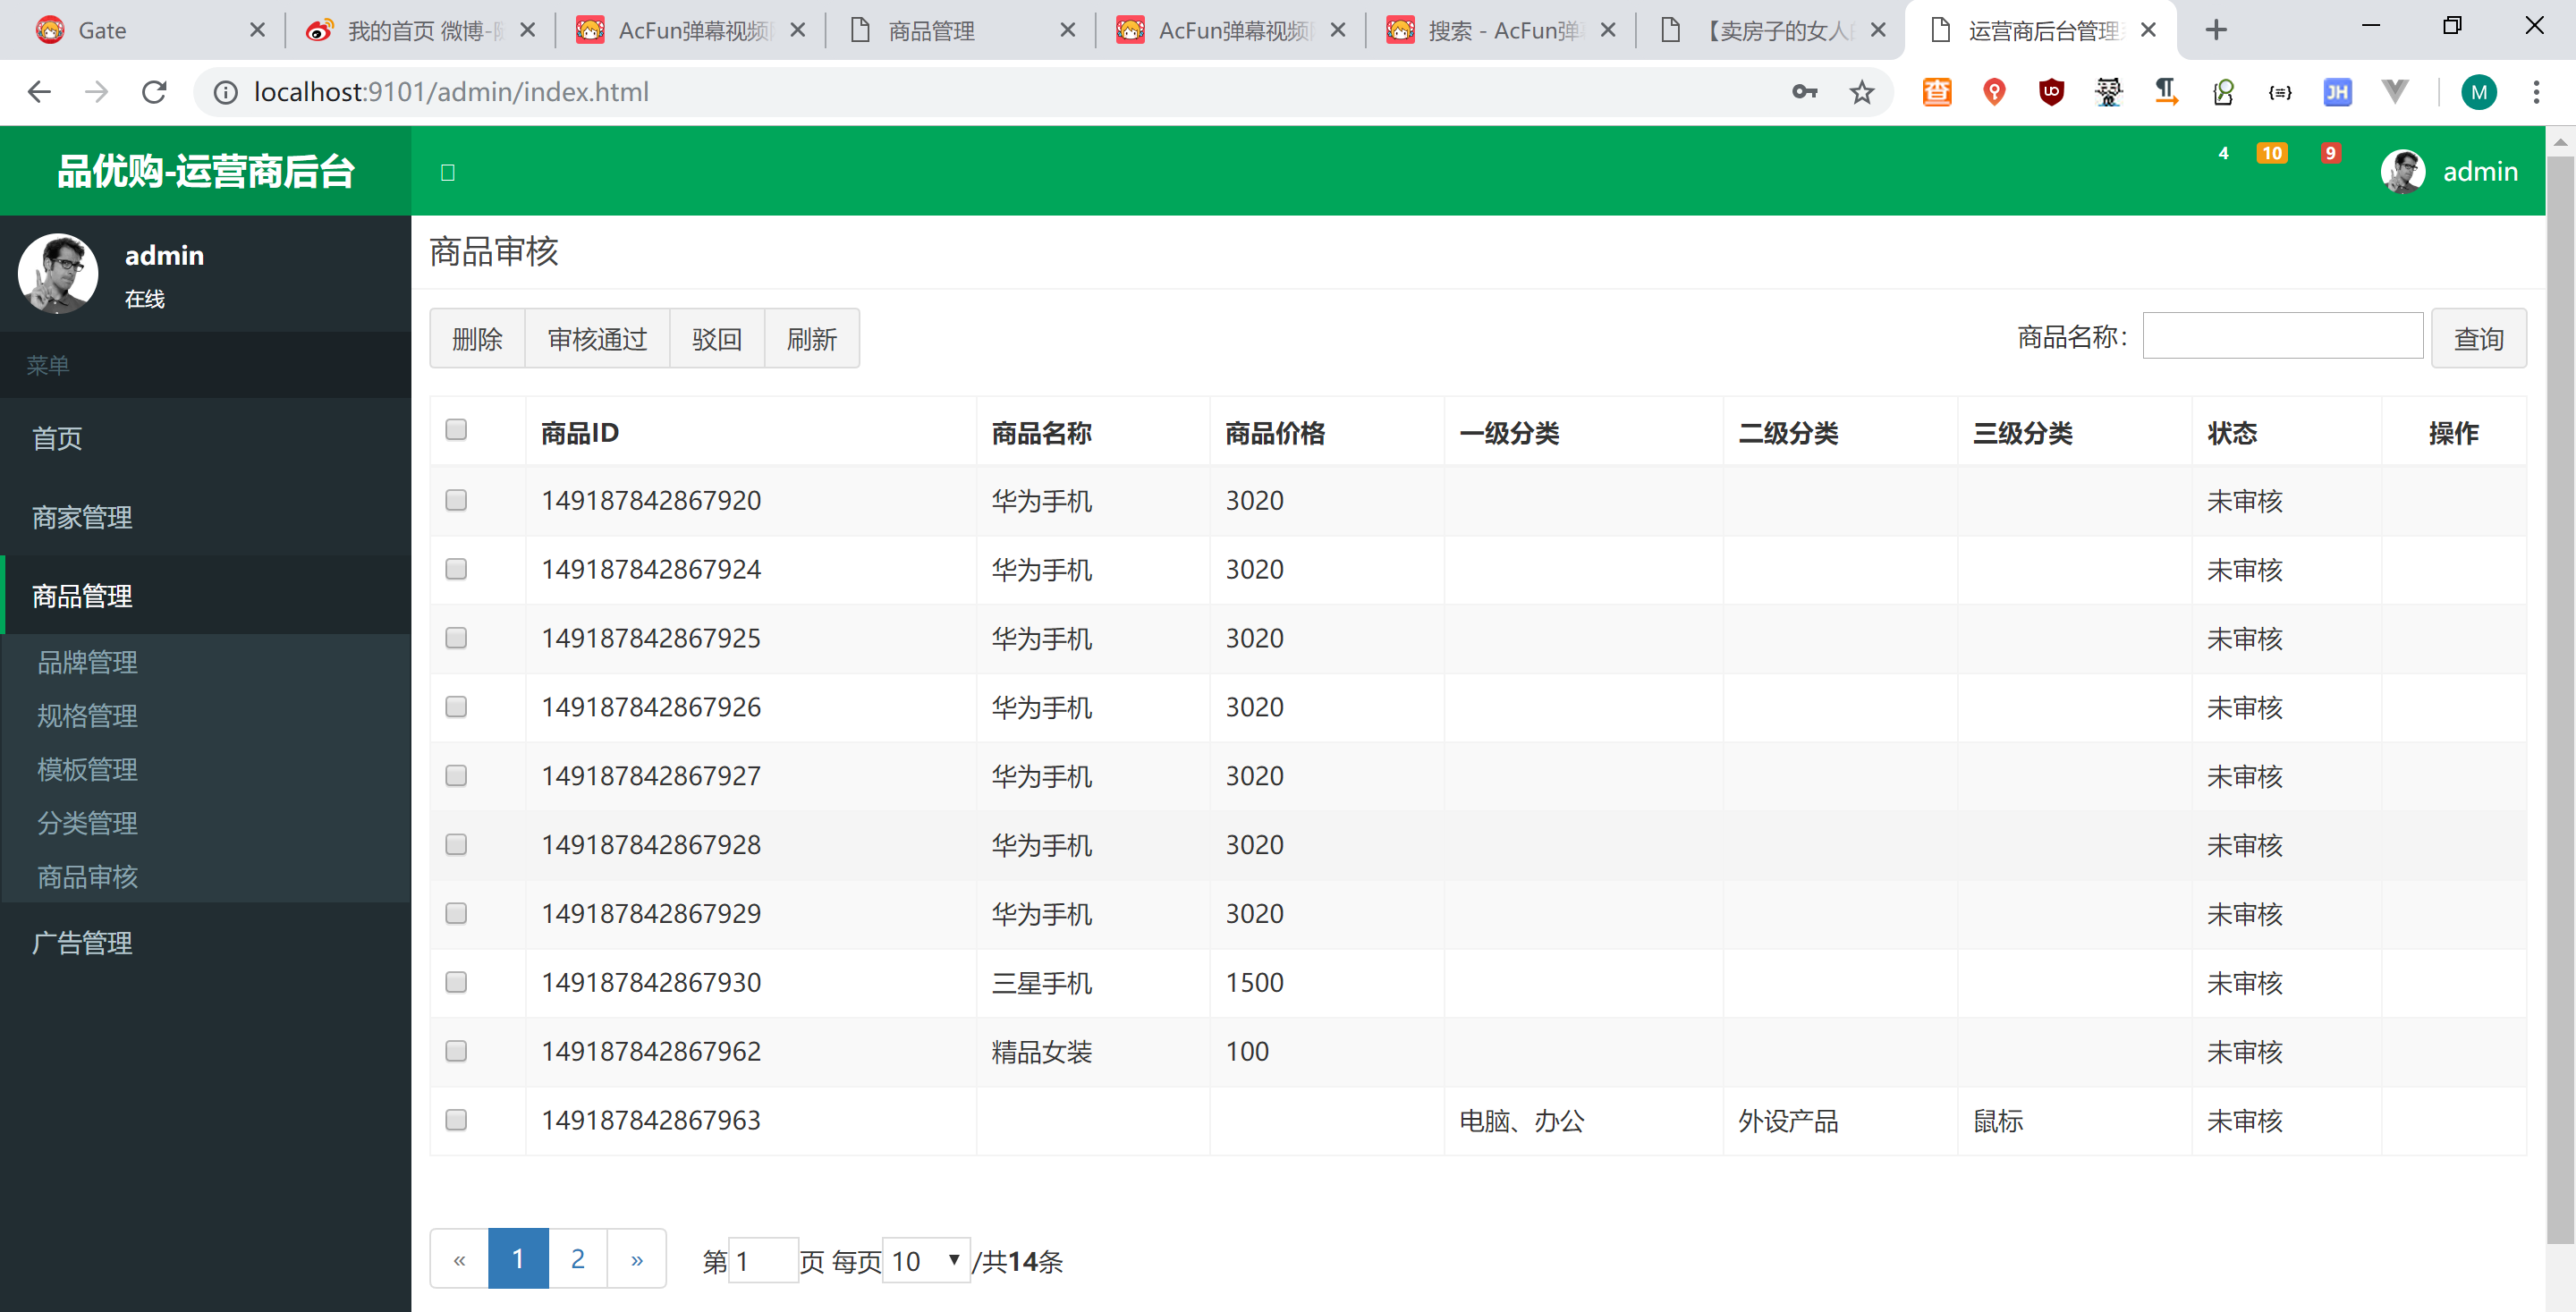 Gate 我的首页 微博- AcFun弹幕视频 商品管理 AcFun弹幕视频 搜索 - AcFun弹 【卖房子的女人 运营商后台管理
localhost:9101/admin/index.html M
品优购-运营商后台 4 10 9 admin
admin
在线
菜单
首页
商家管理
商品管理
品牌管理
规格管理
模板管理
分类管理
商品审核
广告管理
商品审核
删除 审核通过 驳回 刷新 商品名称： 查询
商品ID 商品名称 商品价格 一级分类 二级分类 三级分类 状态 操作
149187842867920 华为手机 3020 未审核
149187842867924 华为手机 3020 未审核
149187842867925 华为手机 3020 未审核
149187842867926 华为手机 3020 未审核
149187842867927 华为手机 3020 未审核
149187842867928 华为手机 3020 未审核
149187842867929 华为手机 3020 未审核
149187842867930 三星手机 1500 未审核
149187842867962 精品女装 100 未审核
149187842867963 电脑、办公 外设产品 鼠标 未审核
« 1 2 » 第1页 每页10/共14条